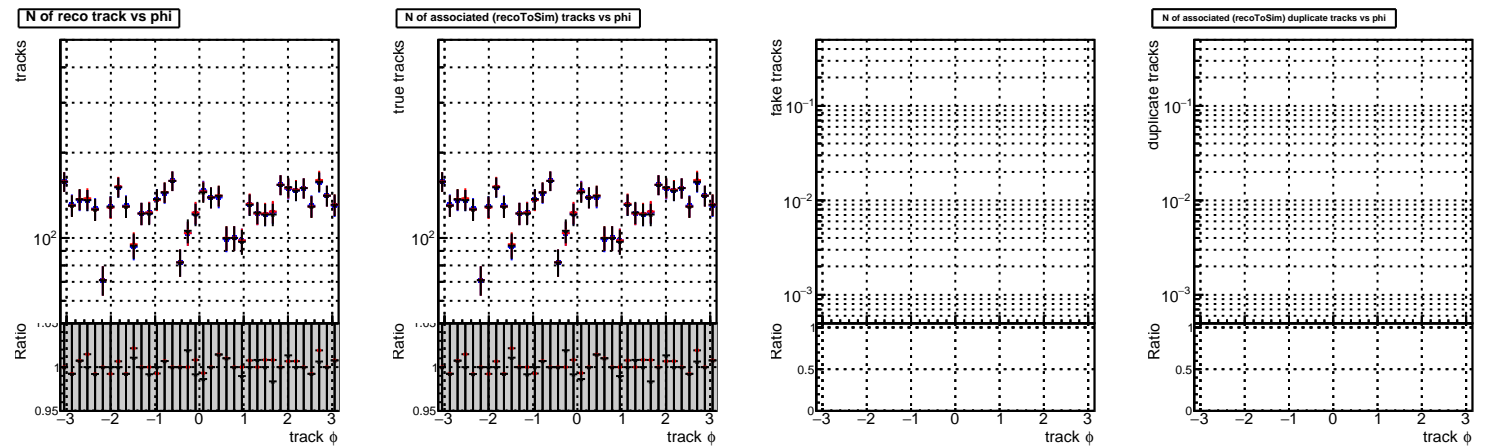 N of reco track vs phi
tracks
10²
Ratio
1.05
1
0.95
−3 −2 −1 0 1 2 3
track ϕ
N of associated (recoToSim) tracks vs phi
true tracks
10²
Ratio
1.05
1
0.95
−3 −2 −1 0 1 2 3
track ϕ
fake tracks
10⁻¹
10⁻²
10⁻³
Ratio
1
0.5
0
−3 −2 −1 0 1 2 3
track ϕ
N of associated (recoToSim) duplicate tracks vs phi
duplicate tracks
10⁻¹
10⁻²
10⁻³
Ratio
1
0.5
0
−3 −2 −1 0 1 2 3
track ϕ